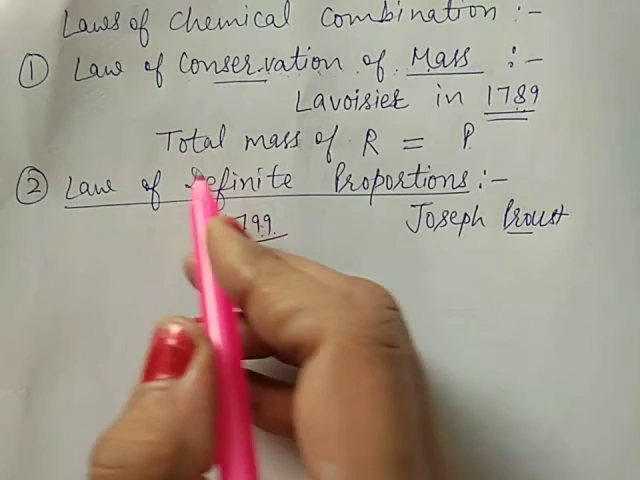 Laws of Chemical Combination :-
① Law of Conservation of Mass :-
Lavoisier in 1789
Total mass of R = P
② Law of Definite Proportions :-
Joseph Proust